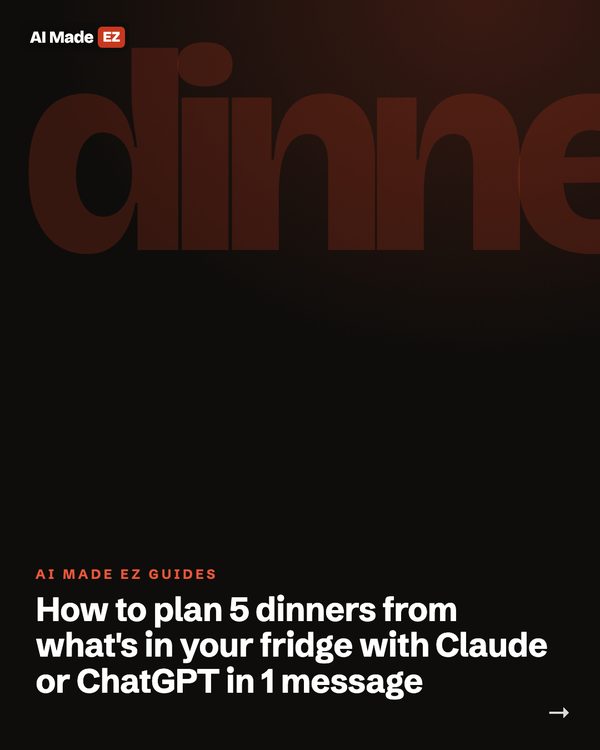 AI Made EZ
dinne
AI MADE EZ GUIDES
How to plan 5 dinners from
what's in your fridge with Claude
or ChatGPT in 1 message
→